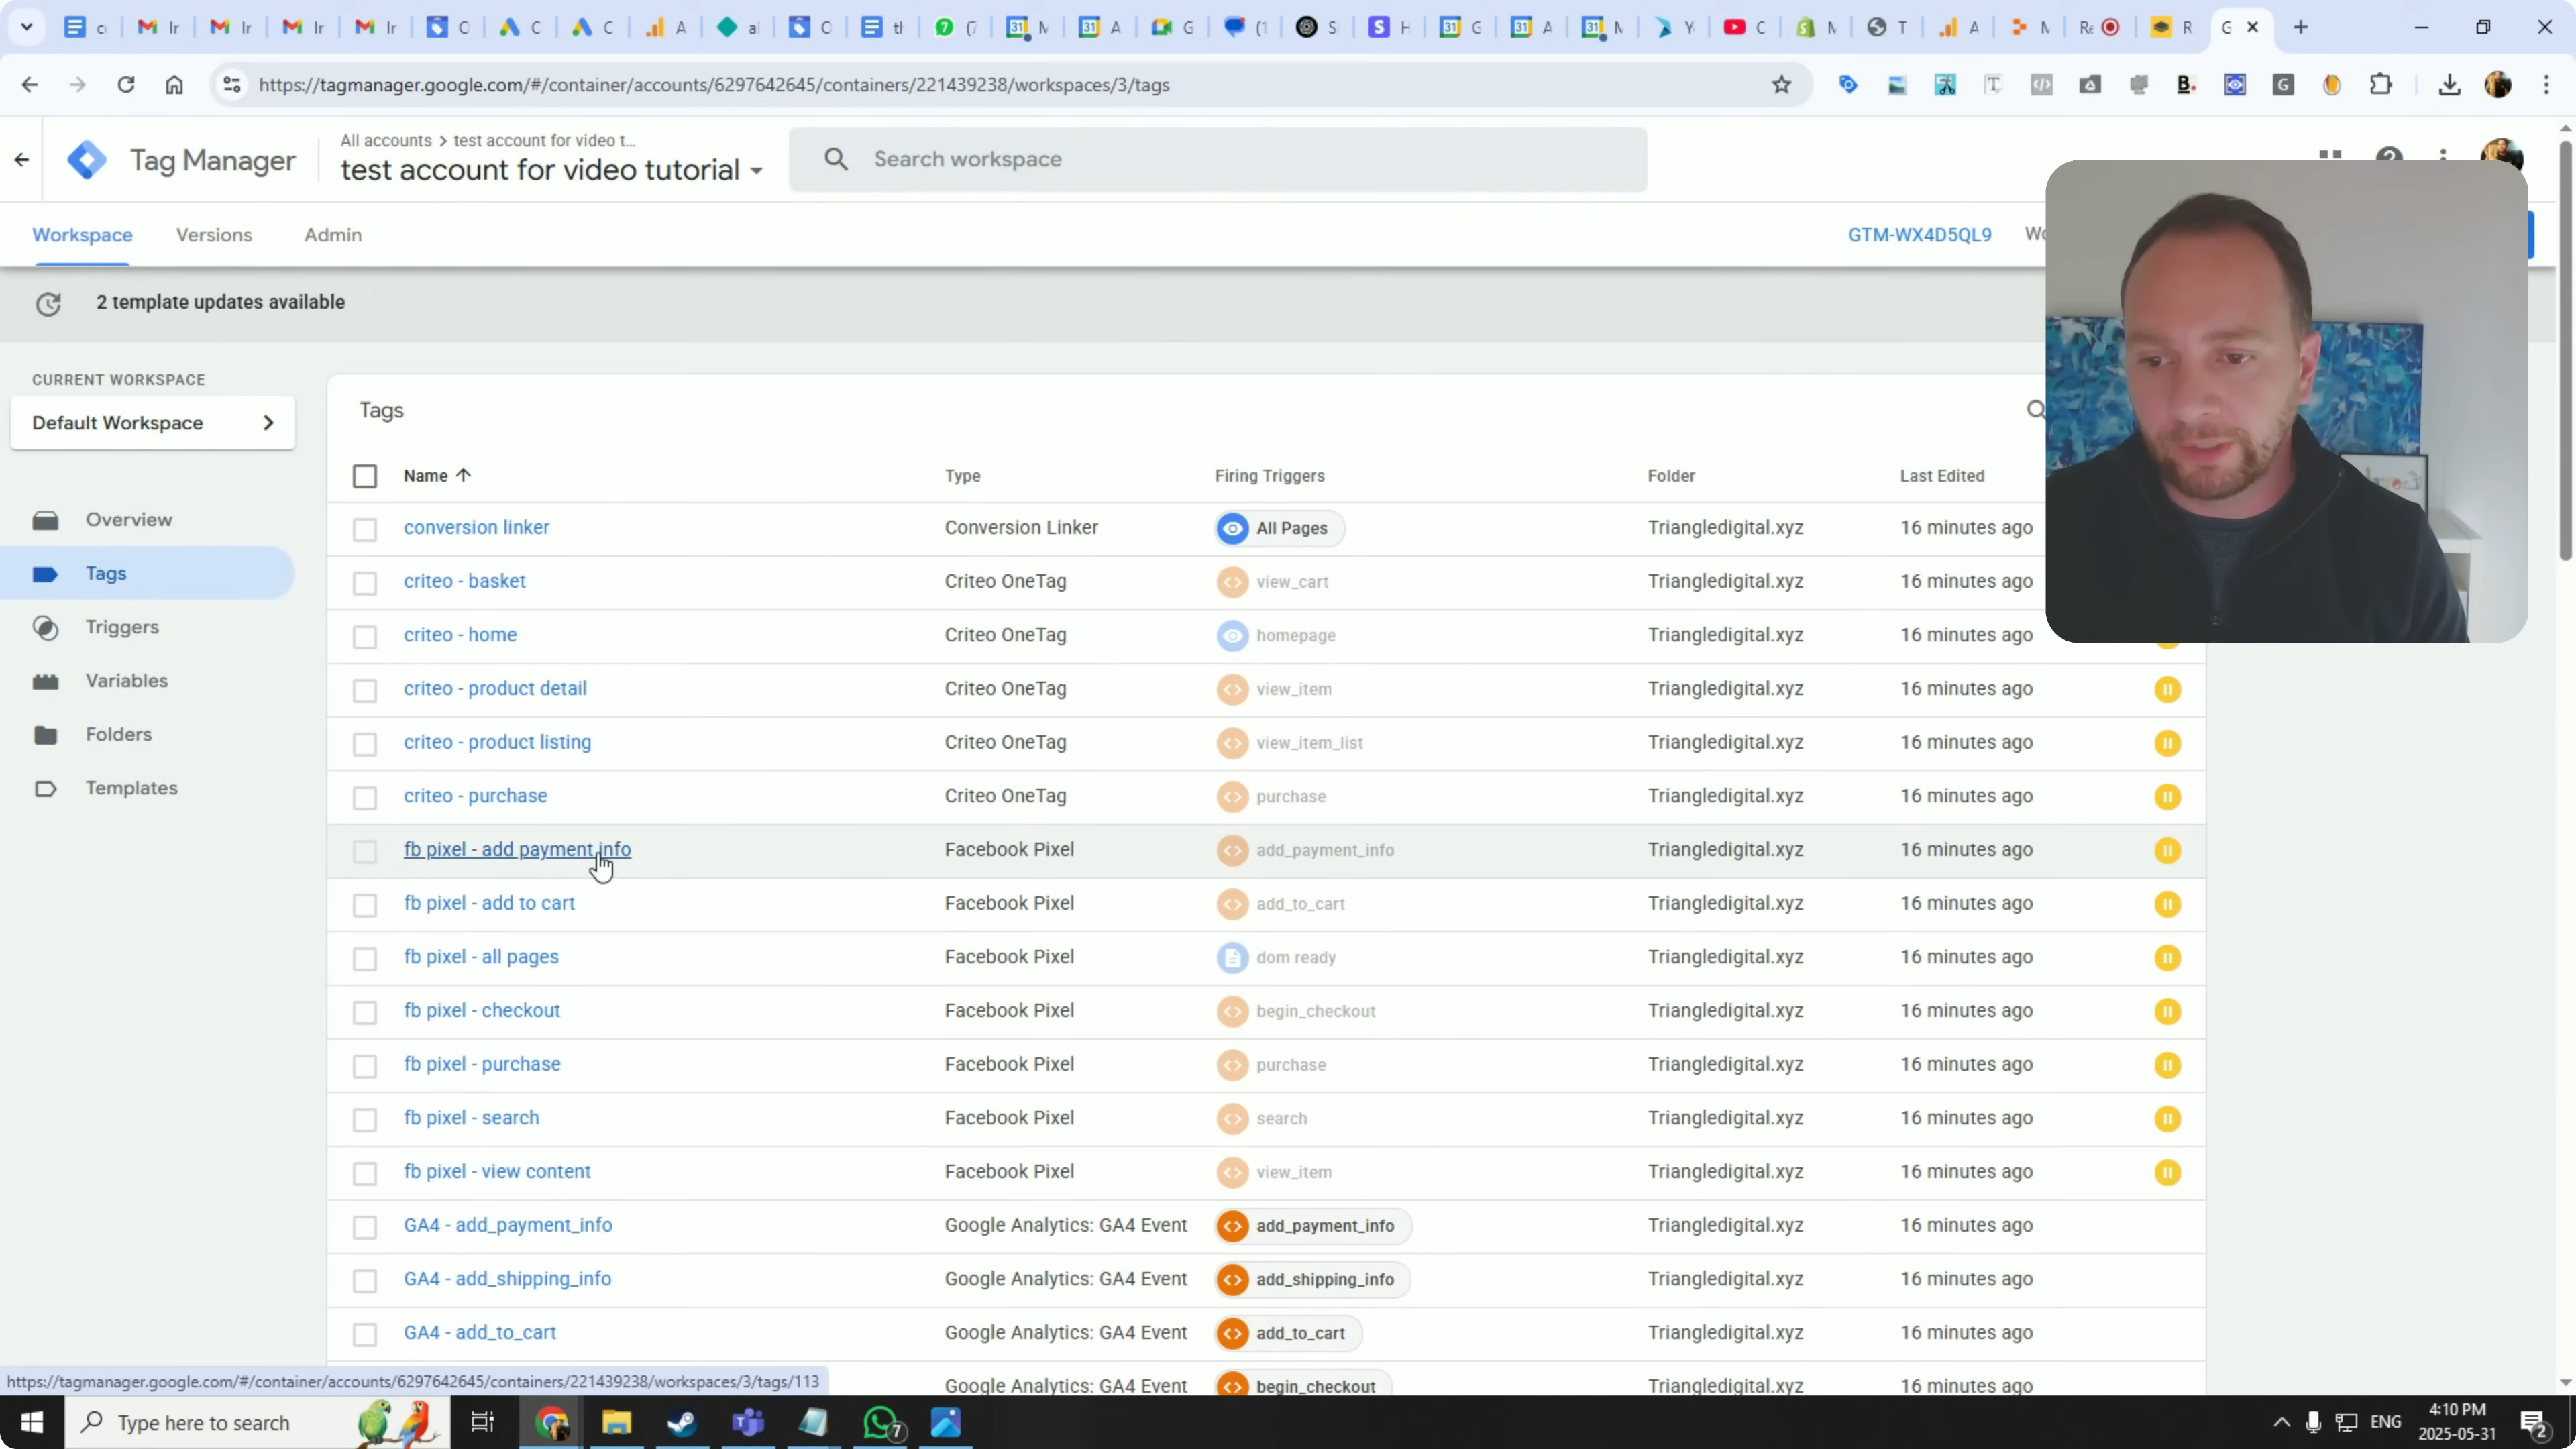 https://tagmanager.google.com/#/container/accounts/6297642645/containers/221439238/workspaces/3/tags
Tag Manager
All accounts > test account for video t...
test account for video tutorial
Search workspace
Workspace
Versions
Admin
GTM-WX4D5QL9
2 template updates available
CURRENT WORKSPACE
Default Workspace
Overview
Tags
Triggers
Variables
Folders
Templates
Tags
Name Type Firing Triggers Folder Last Edited
conversion linker Conversion Linker All Pages Triangledigital.xyz 16 minutes ago
criteo - basket Criteo OneTag view_cart Triangledigital.xyz 16 minutes ago
criteo - home Criteo OneTag homepage Triangledigital.xyz 16 minutes ago
criteo - product detail Criteo OneTag view_item Triangledigital.xyz 16 minutes ago
criteo - product listing Criteo OneTag view_item_list Triangledigital.xyz 16 minutes ago
criteo - purchase Criteo OneTag purchase Triangledigital.xyz 16 minutes ago
fb pixel - add payment info Facebook Pixel add_payment_info Triangledigital.xyz 16 minutes ago
fb pixel - add to cart Facebook Pixel add_to_cart Triangledigital.xyz 16 minutes ago
fb pixel - all pages Facebook Pixel dom ready Triangledigital.xyz 16 minutes ago
fb pixel - checkout Facebook Pixel begin_checkout Triangledigital.xyz 16 minutes ago
fb pixel - purchase Facebook Pixel purchase Triangledigital.xyz 16 minutes ago
fb pixel - search Facebook Pixel search Triangledigital.xyz 16 minutes ago
fb pixel - view content Facebook Pixel view_item Triangledigital.xyz 16 minutes ago
GA4 - add_payment_info Google Analytics: GA4 Event add_payment_info Triangledigital.xyz 16 minutes ago
GA4 - add_shipping_info Google Analytics: GA4 Event add_shipping_info Triangledigital.xyz 16 minutes ago
GA4 - add_to_cart Google Analytics: GA4 Event add_to_cart Triangledigital.xyz 16 minutes ago
Google Analytics: GA4 Event begin_checkout Triangledigital.xyz 16 minutes ago
https://tagmanager.google.com/#/container/accounts/6297642645/containers/221439238/workspaces/3/tags/113
Type here to search
7
ENG
4:10 PM
2025-05-31
2